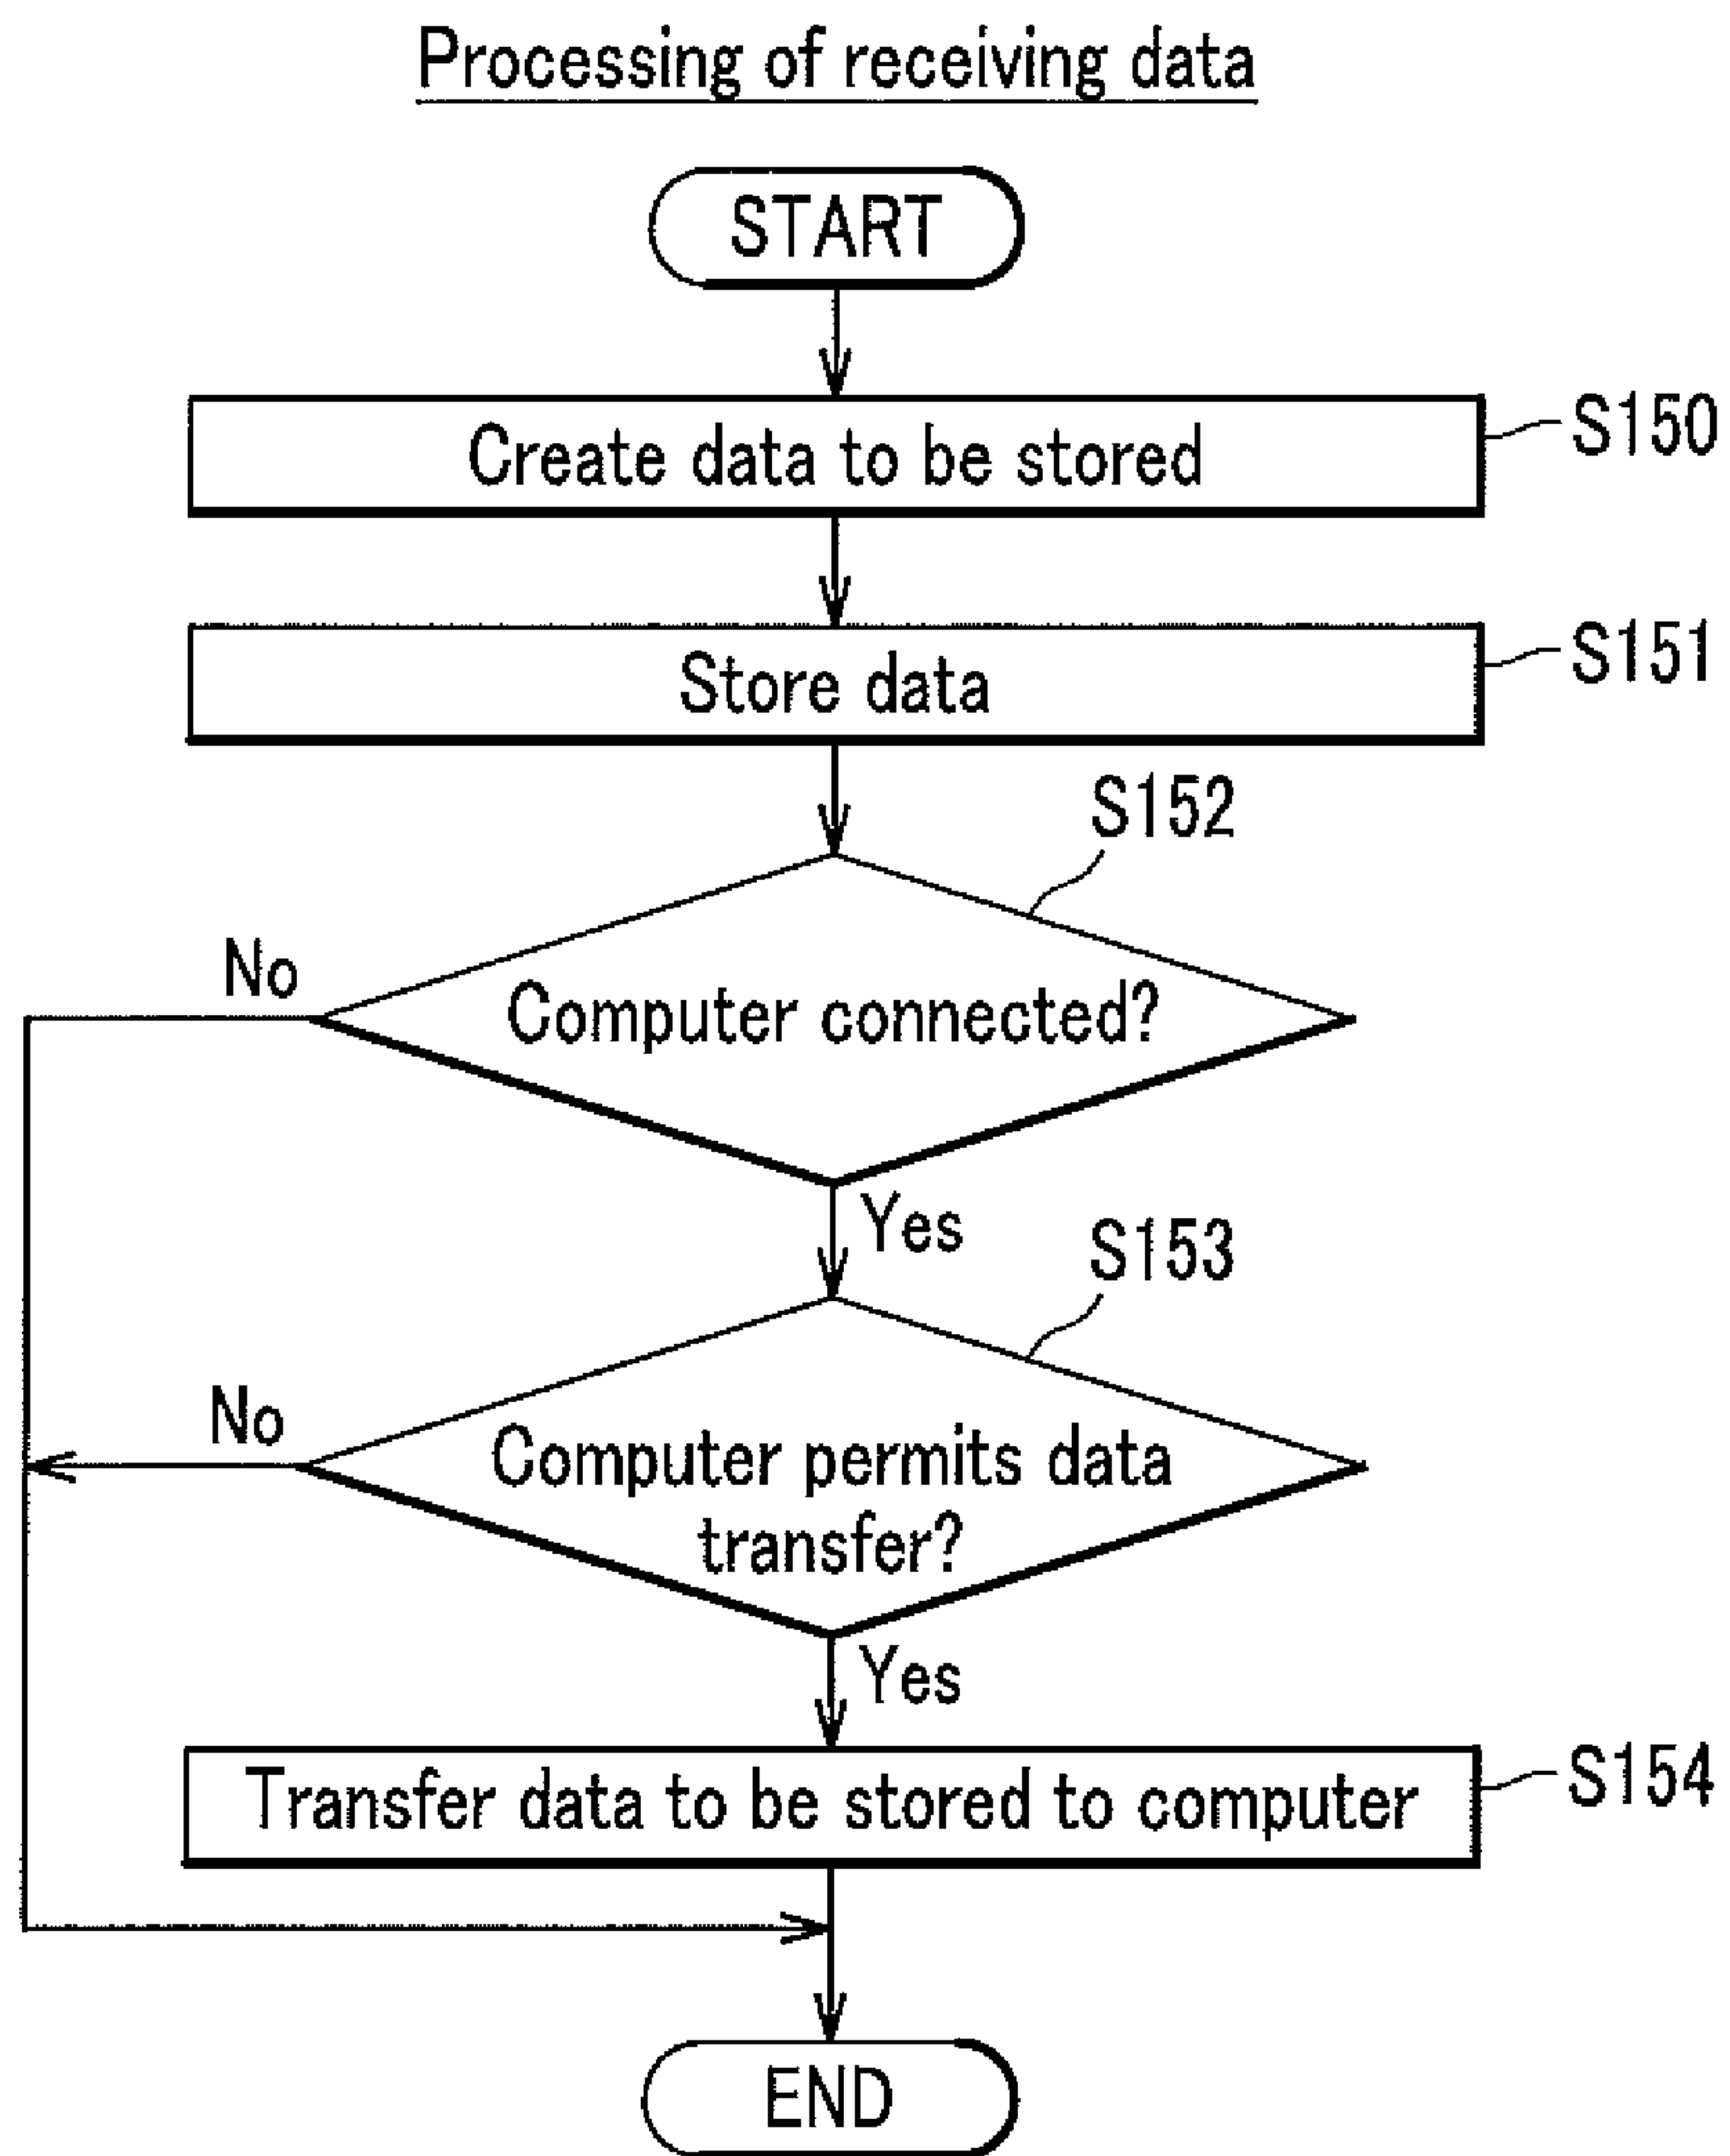 Processing of receiving data
START
Create data to be stored
S150
Store data
S151
S152
No
Computer connected?
Yes
S153
No
Computer permits data
transfer?
Yes
Transfer data to be stored to computer
S154
END